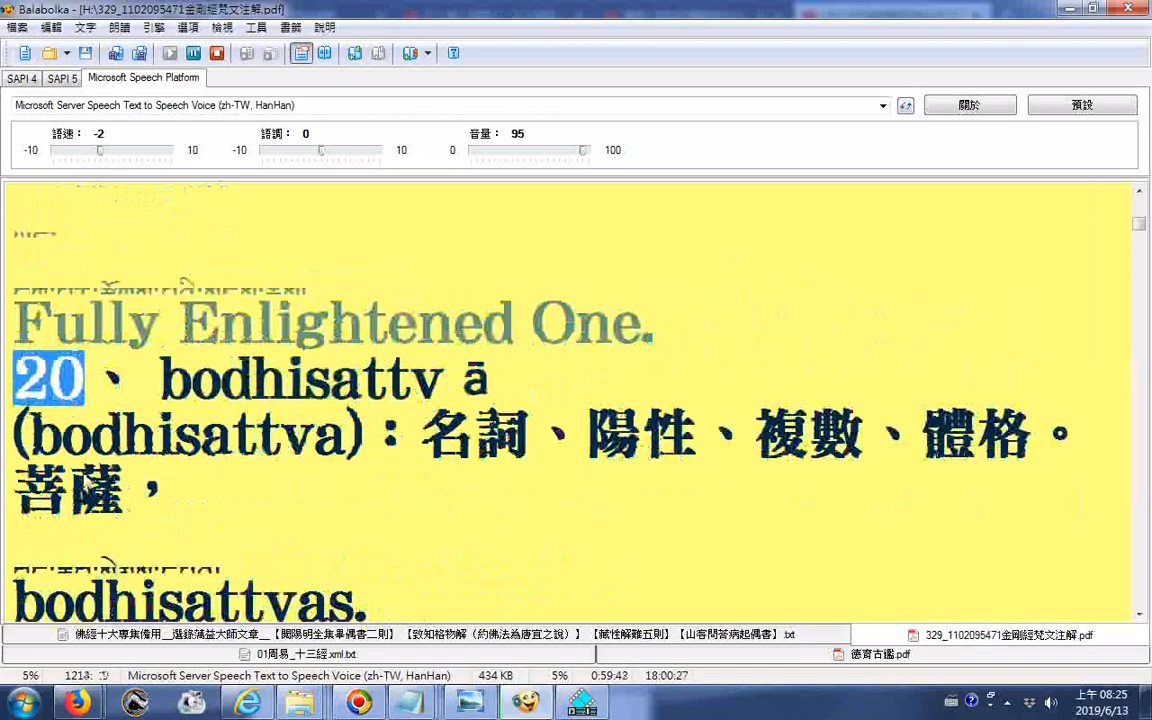 Balabolka - [H:\329_1102095471金剛經梵文注解.pdf]
檔案 編輯 文字 朗讀 引擎 選項 檢視 工具 書籤 說明
SAPI 4 SAPI 5 Microsoft Speech Platform
Microsoft Server Speech Text to Speech Voice (zh-TW, HanHan) 關於 預設
語速： -2 語調： 0 音量： 95
-10 10 -10 10 0 100
Fully Enlightened One.
20、 bodhisattv ā
(bodhisattva)：名詞、陽性、複數、體格。
菩薩，
bodhisattvas.
佛經十大專集備用__選錄蕅益大師文章__【閱陽明全集畢偶書二則】 【致知格物解（約佛法為唐宜之說）】 【藏性解難五則】 【山客問答病起偶書】.txt 329_1102095471金剛經梵文注解.pdf
01周易_十三經.xml.txt 德育古鑑.pdf
5% Microsoft Server Speech Text to Speech Voice (zh-TW, HanHan) 434 KB 5% 0:59:42 18:00:27
上午 08:25
2019/6/13